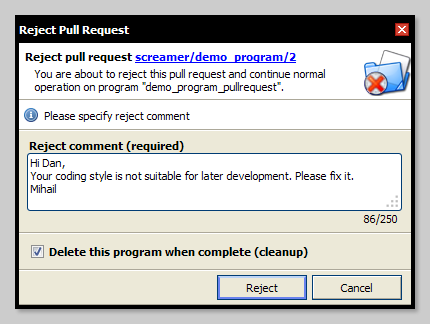 Reject Pull Request
Reject pull request screamer/demo_program/2
You are about to reject this pull request and continue normal
operation on program "demo_program_pullrequest".
Please specify reject comment
Reject comment (required)
Hi Dan,
Your coding style is not suitable for later development. Please fix it.
Mihail
86/250
Delete this program when complete (cleanup)
Reject
Cancel